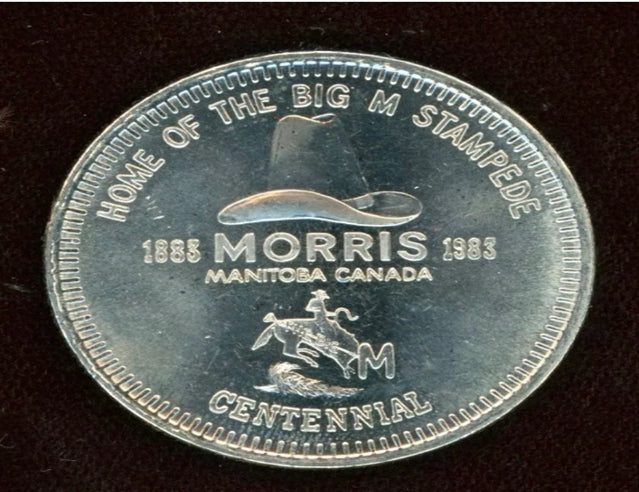 HOME OF THE BIG M STAMPEDE
1883 MORRIS 1983
MANITOBA CANADA
M
CENTENNIAL